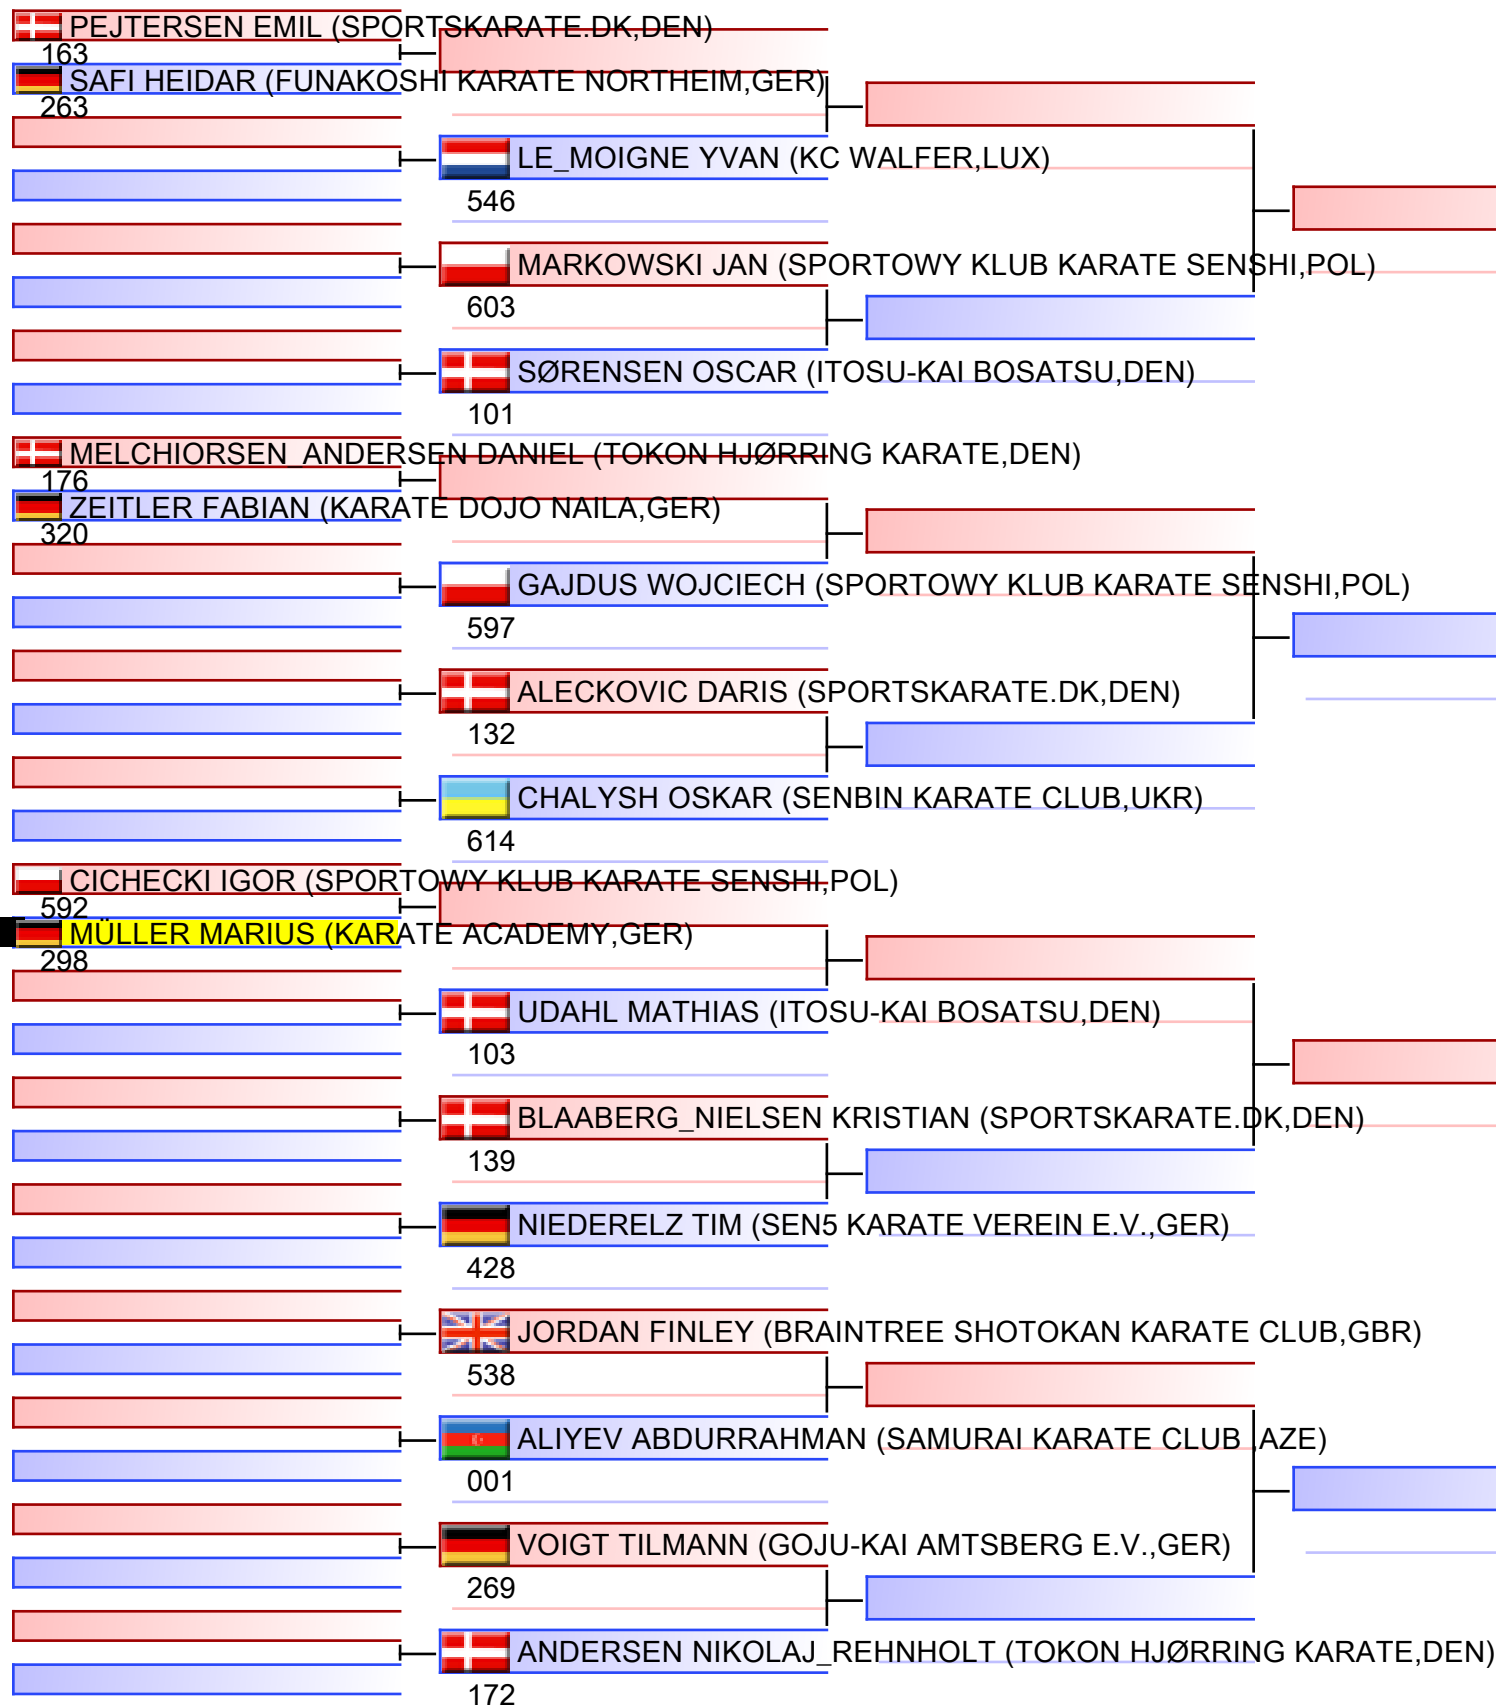 PEJTERSEN EMIL (SPORTSKARATE.DK,DEN)
163
SAFI HEIDAR (FUNAKOSHI KARATE NORTHEIM,GER)
263
LE_MOIGNE YVAN (KC WALFER,LUX)
546
MARKOWSKI JAN (SPORTOWY KLUB KARATE SENSHI,POL)
603
SØRENSEN OSCAR (ITOSU-KAI BOSATSU,DEN)
101
MELCHIORSEN_ANDERSEN DANIEL (TOKON HJØRRING KARATE,DEN)
176
ZEITLER FABIAN (KARATE DOJO NAILA,GER)
320
GAJDUS WOJCIECH (SPORTOWY KLUB KARATE SENSHI,POL)
597
ALECKOVIC DARIS (SPORTSKARATE.DK,DEN)
132
CHALYSH OSKAR (SENBIN KARATE CLUB,UKR)
614
CICHECKI IGOR (SPORTOWY KLUB KARATE SENSHI,POL)
592
MÜLLER MARIUS (KARATE ACADEMY,GER)
298
UDAHL MATHIAS (ITOSU-KAI BOSATSU,DEN)
103
BLAABERG_NIELSEN KRISTIAN (SPORTSKARATE.DK,DEN)
139
NIEDERELZ TIM (SEN5 KARATE VEREIN E.V.,GER)
428
JORDAN FINLEY (BRAINTREE SHOTOKAN KARATE CLUB,GBR)
538
ALIYEV ABDURRAHMAN (SAMURAI KARATE CLUB ,AZE)
001
VOIGT TILMANN (GOJU-KAI AMTSBERG E.V.,GER)
269
ANDERSEN NIKOLAJ_REHNHOLT (TOKON HJØRRING KARATE,DEN)
172